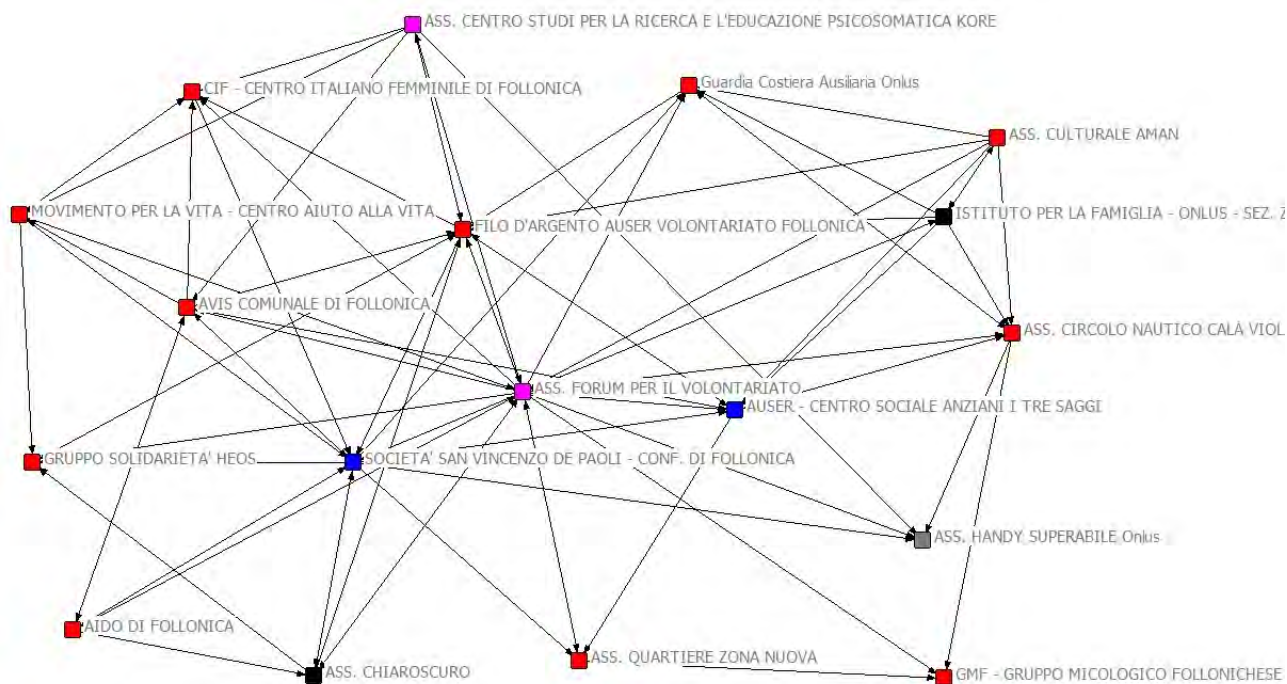 ASS. CENTRO STUDI PER LA RICERCA E L'EDUCAZIONE PSICOSOMATICA KORE
CIF - CENTRO ITALIANO FEMMINILE DI FOLLONICA
Guardia Costiera Ausiliaria Onlus
ASS. CULTURALE AMAN
MOVIMENTO PER LA VITA - CENTRO AIUTO ALLA VITA
FILO D'ARGENTO AUSER VOLONTARIATO FOLLONICA
ISTITUTO PER LA FAMIGLIA - ONLUS - SEZ. Z
AVIS COMUNALE DI FOLLONICA
ASS. CIRCOLO NAUTICO CALA VIOL
ASS. FORUM PER IL VOLONTARIATO
AUSER - CENTRO SOCIALE ANZIANI I TRE SAGGI
GRUPPO SOLIDARIETA' HEOS
SOCIETA' SAN VINCENZO DE PAOLI - CONF. DI FOLLONICA
ASS. HANDY SUPERABILE Onlus
AIDO DI FOLLONICA
ASS. CHIAROSCURO
ASS. QUARTIERE ZONA NUOVA
GMF - GRUPPO MICOLOGICO FOLLONICHESE